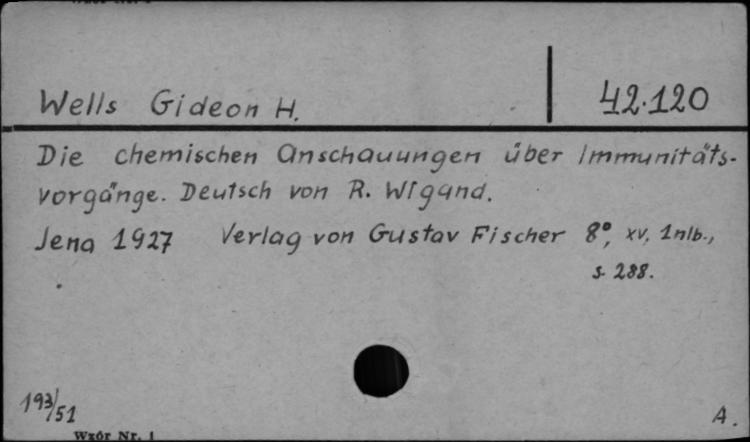 Wells Gideon H.
42.120
Die chemischen Anschauungen über Immunitäts-
vorgänge. Deutsch von R. Wigand.
Jena 1927 Verlag von Gustav Fischer 8°, XV, 1nlb.,
s. 288.
193/51
A.
Wzór Nr. 1